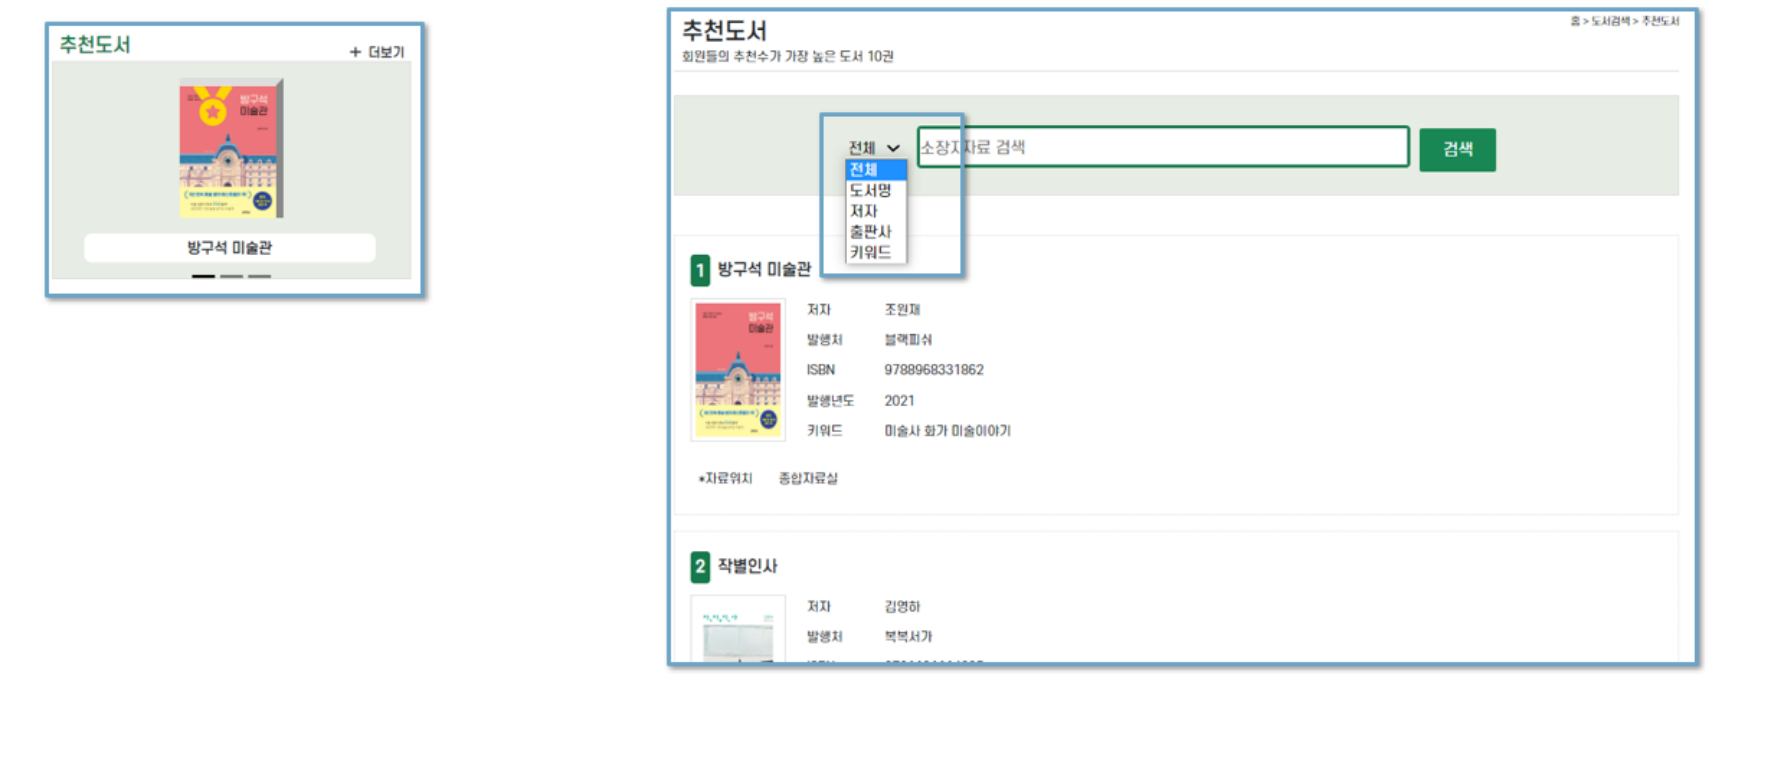 추천도서
+ 더보기
방구석
미술관
방구석 미술관
추천도서
홈 > 도서검색 > 추천도서
회원들의 추천수가 가장 높은 도서 10권
전체
소장지자료 검색
검색
전체
도서명
저자
출판사
키워드
1 방구석 미술관
방구석
미술관
저자 조원재
발행처 블랙피쉬
ISBN 9788968331862
발행년도 2021
키워드 미술사 화가 미술이야기
*자료위치 종합자료실
2 작별인사
저자 김영하
발행처 복복서가